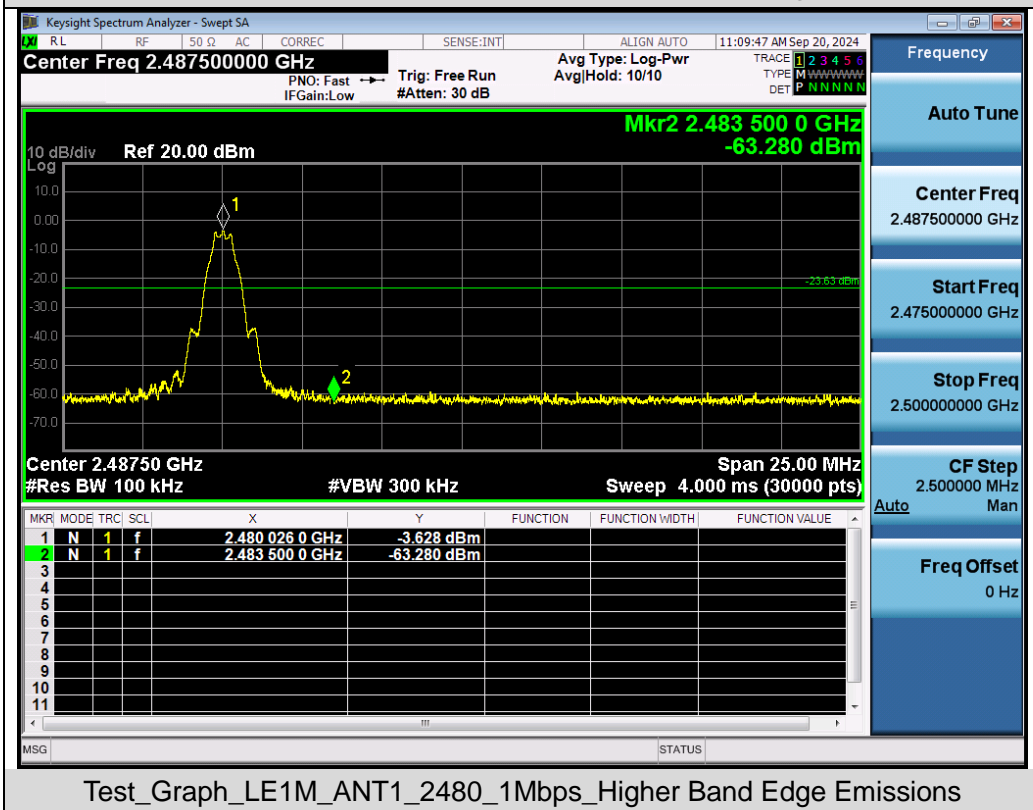 Keysight Spectrum Analyzer - Swept SA
LXI RL RF 50 Ω AC CORREC SENSE:INT ALIGN AUTO 11:09:47 AM Sep 20, 2024
Center Freq 2.487500000 GHz
PNO: Fast
IFGain:Low
Trig: Free Run
#Atten: 30 dB
Avg Type: Log-Pwr
Avg|Hold: 10/10
TRACE 1 2 3 4 5 6
TYPE M W W W W W
DET P N N N N N
Mkr2 2.483 500 0 GHz
-63.280 dBm
10 dB/div Ref 20.00 dBm
Log
10.0
0.00
-10.0
-20.0
-30.0
-40.0
-50.0
-60.0
-70.0
1
2
-23.63 dBm
Center 2.48750 GHz Span 25.00 MHz
#Res BW 100 kHz #VBW 300 kHz Sweep 4.000 ms (30000 pts)
MKR MODE TRC SCL X Y FUNCTION FUNCTION WIDTH FUNCTION VALUE
1 N 1 f 2.480 026 0 GHz -3.628 dBm
2 N 1 f 2.483 500 0 GHz -63.280 dBm
3
4
5
6
7
8
9
10
11
MSG STATUS
Frequency
Auto Tune
Center Freq
2.487500000 GHz
Start Freq
2.475000000 GHz
Stop Freq
2.500000000 GHz
CF Step
2.500000 MHz
Auto Man
Freq Offset
0 Hz
Test_Graph_LE1M_ANT1_2480_1Mbps_Higher Band Edge Emissions